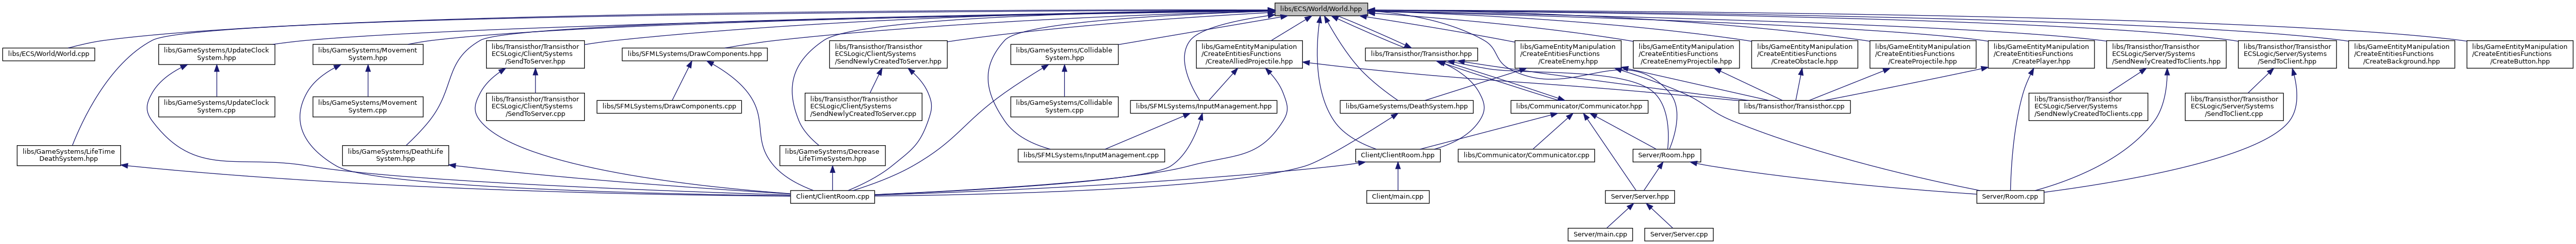 libs/ECS/World/World.hpp
libs/ECS/World/World.cpp
libs/GameSystems/UpdateClock
System.hpp
libs/GameSystems/Movement
System.hpp
libs/Transisthor/Transisthor
ECSLogic/Client/Systems
/SendToServer.hpp
libs/SFMLSystems/DrawComponents.hpp
libs/Transisthor/Transisthor
ECSLogic/Client/Systems
/SendNewlyCreatedToServer.hpp
libs/GameSystems/Collidable
System.hpp
libs/GameEntityManipulation
/CreateEntitiesFunctions
/CreateAlliedProjectile.hpp
libs/Transisthor/Transisthor.hpp
libs/GameEntityManipulation
/CreateEntitiesFunctions
/CreateEnemy.hpp
libs/GameEntityManipulation
/CreateEntitiesFunctions
/CreateEnemyProjectile.hpp
libs/GameEntityManipulation
/CreateEntitiesFunctions
/CreateObstacle.hpp
libs/GameEntityManipulation
/CreateEntitiesFunctions
/CreateProjectile.hpp
libs/GameEntityManipulation
/CreateEntitiesFunctions
/CreatePlayer.hpp
libs/Transisthor/Transisthor
ECSLogic/Server/Systems
/SendNewlyCreatedToClients.hpp
libs/Transisthor/Transisthor
ECSLogic/Server/Systems
/SendToClient.hpp
libs/GameEntityManipulation
/CreateEntitiesFunctions
/CreateBackground.hpp
libs/GameEntityManipulation
/CreateEntitiesFunctions
/CreateButton.hpp
libs/GameSystems/UpdateClock
System.cpp
libs/GameSystems/Movement
System.cpp
libs/Transisthor/Transisthor
ECSLogic/Client/Systems
/SendToServer.cpp
libs/SFMLSystems/DrawComponents.cpp
libs/Transisthor/Transisthor
ECSLogic/Client/Systems
/SendNewlyCreatedToServer.cpp
libs/GameSystems/Collidable
System.cpp
libs/SFMLSystems/InputManagement.hpp
libs/GameSystems/DeathSystem.hpp
libs/Communicator/Communicator.hpp
libs/Transisthor/Transisthor.cpp
libs/Transisthor/Transisthor
ECSLogic/Server/Systems
/SendNewlyCreatedToClients.cpp
libs/Transisthor/Transisthor
ECSLogic/Server/Systems
/SendToClient.cpp
libs/GameSystems/LifeTime
DeathSystem.hpp
libs/GameSystems/DeathLife
System.hpp
libs/GameSystems/Decrease
LifeTimeSystem.hpp
libs/SFMLSystems/InputManagement.cpp
Client/ClientRoom.hpp
libs/Communicator/Communicator.cpp
Server/Room.hpp
Client/ClientRoom.cpp
Client/main.cpp
Server/Server.hpp
Server/Room.cpp
Server/main.cpp
Server/Server.cpp